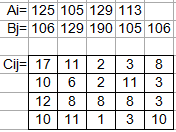 Ai= 125 105 129 113
Bj= 106 129 190 105 106
Cij= 17 11 2 3 8
10 6 2 11 3
12 8 8 8 3
10 11 1 3 10